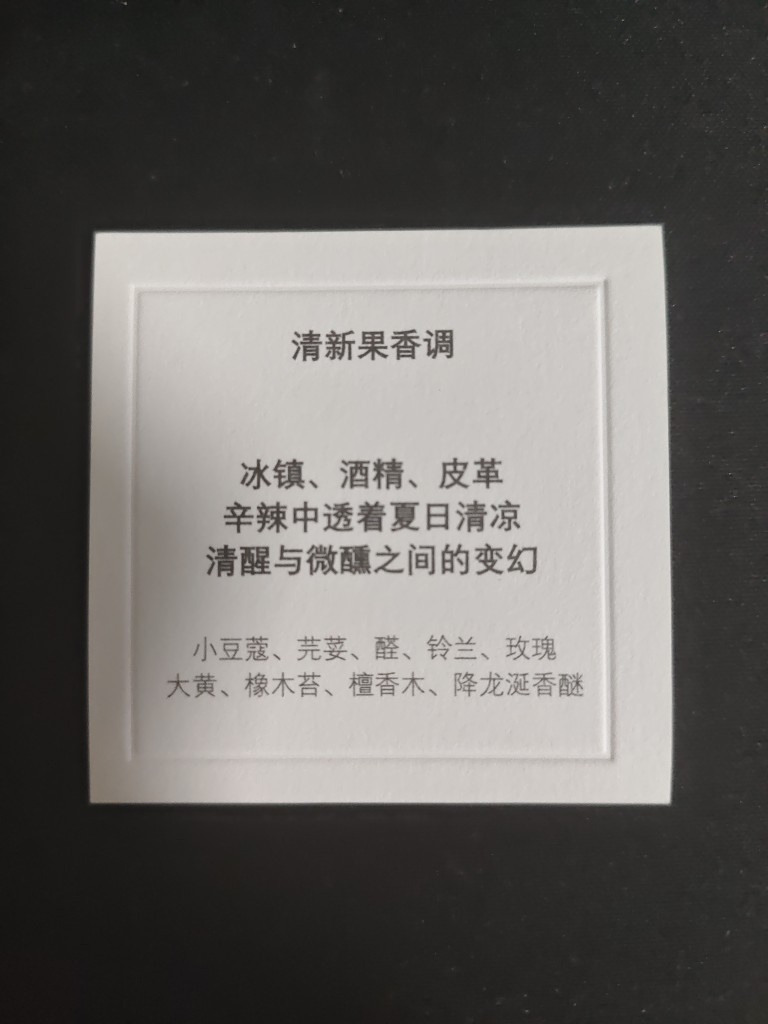 清新果香调
冰镇、酒精、皮革
辛辣中透着夏日清凉
清醒与微醺之间的变幻
小豆蔻、芫荽、醛、铃兰、玫瑰
大黄、橡木苔、檀香木、降龙涎香醚